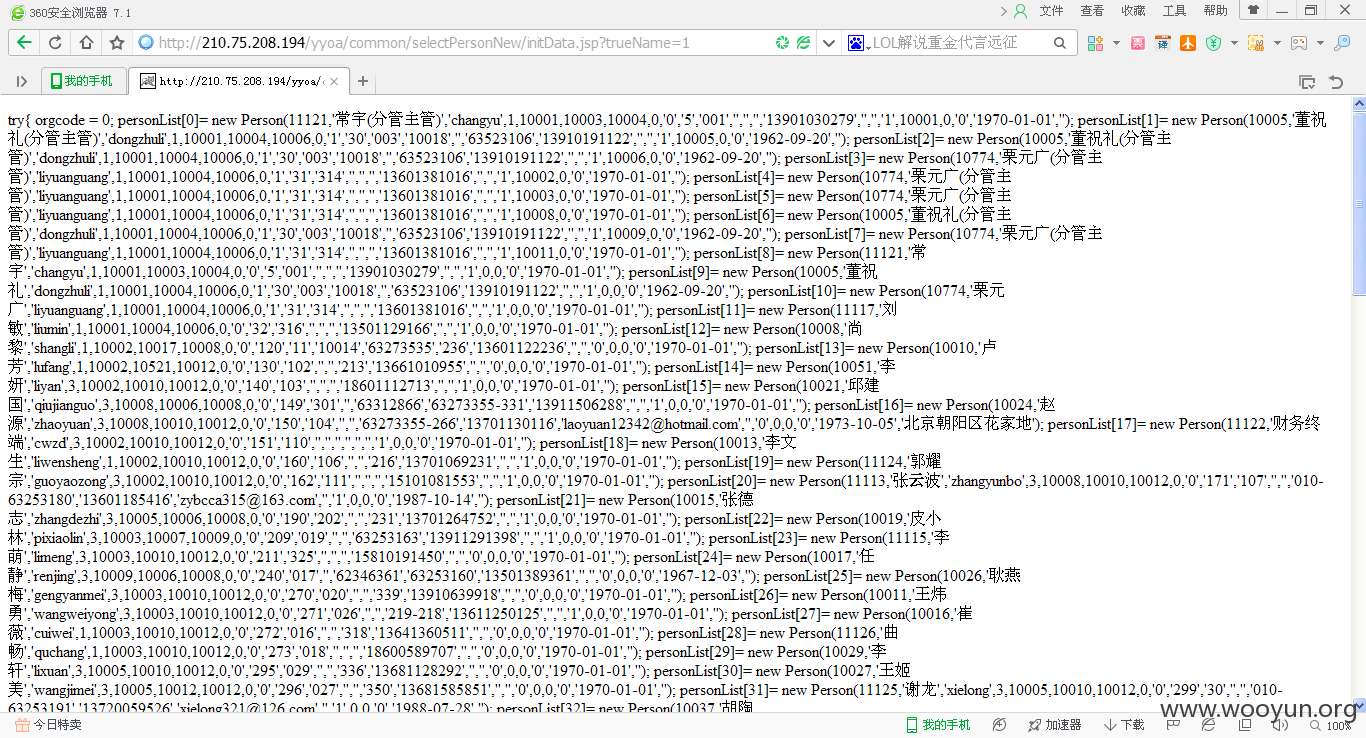 360安全浏览器 7.1
文件 查看 收藏 工具 帮助
http://210.75.208.194/yyoa/common/selectPersonNew/initData.jsp?trueName=1
LOL解说重金代言远征
我的手机
http://210.75.208.194/yyoa/c
try{ orgcode = 0; personList[0]= new Person(11121,'常宇(分管主管)','changyu',1,10001,10003,10004,0,'0','5','001','','','','13901030279','','','1',10001,0,'0','1970-01-01',''); personList[1]= new Person(10005,'董祝
礼(分管主管)','dongzhuli',1,10001,10004,10006,0,'1','30','003','10018','','63523106','13910191122','','','1',10005,0,'0','1962-09-20',''); personList[2]= new Person(10005,'董祝礼(分管主
管)','dongzhuli',1,10001,10004,10006,0,'1','30','003','10018','','63523106','13910191122','','','1',10006,0,'0','1962-09-20',''); personList[3]= new Person(10774,'栗元广(分管主
管)','liyuanguang',1,10001,10004,10006,0,'1','31','314','','','','13601381016','','','1',10002,0,'0','1970-01-01',''); personList[4]= new Person(10774,'栗元广(分管主
管)','liyuanguang',1,10001,10004,10006,0,'1','31','314','','','','13601381016','','','1',10003,0,'0','1970-01-01',''); personList[5]= new Person(10774,'栗元广(分管主
管)','liyuanguang',1,10001,10004,10006,0,'1','31','314','','','','13601381016','','','1',10008,0,'0','1970-01-01',''); personList[6]= new Person(10005,'董祝礼(分管主
管)','dongzhuli',1,10001,10004,10006,0,'1','30','003','10018','','63523106','13910191122','','','1',10009,0,'0','1962-09-20',''); personList[7]= new Person(10774,'栗元广(分管主
管)','liyuanguang',1,10001,10004,10006,0,'1','31','314','','','','13601381016','','','1',10011,0,'0','1970-01-01',''); personList[8]= new Person(11121,'常
宇','changyu',1,10001,10003,10004,0,'0','5','001','','','','13901030279','','','1',0,0,'0','1970-01-01',''); personList[9]= new Person(10005,'董祝
礼','dongzhuli',1,10001,10004,10006,0,'1','30','003','10018','','63523106','13910191122','','','1',0,0,'0','1962-09-20',''); personList[10]= new Person(10774,'栗元
广','liyuanguang',1,10001,10004,10006,0,'1','31','314','','','','13601381016','','','1',0,0,'0','1970-01-01',''); personList[11]= new Person(11117,'刘
敏','liumin',1,10001,10004,10006,0,'0','32','316','','','','13501129166','','','1',0,0,'0','1970-01-01',''); personList[12]= new Person(10008,'尚
黎','shangli',1,10002,10017,10008,0,'0','120','11','10014','63273535','236','13601122236','','','0',0,0,'0','1970-01-01',''); personList[13]= new Person(10010,'卢
芳','lufang',1,10002,10521,10012,0,'0','130','102','','','213','13661010955','','','0',0,0,'0','1970-01-01',''); personList[14]= new Person(10051,'李
妍','liyan',3,10002,10010,10012,0,'0','140','103','','','','18601112713','','','1',0,0,'0','1970-01-01',''); personList[15]= new Person(10021,'邱建
国','qiujianguo',3,10008,10006,10008,0,'0','149','301','','63312866','63273355-331','13911506288','','','1',0,0,'0','1970-01-01',''); personList[16]= new Person(10024,'赵
源','zhaoyuan',3,10008,10010,10012,0,'0','150','104','','','63273355-266','13701130116','laoyuan12342@hotmail.com','','0',0,0,'0','1973-10-05','北京朝阳区花家地'); personList[17]= new Person(11122,'财务终
端','cwzd',3,10002,10010,10012,0,'0','151','110','','','','','','','1',0,0,'0','1970-01-01',''); personList[18]= new Person(10013,'李文
生','liwensheng',1,10002,10010,10012,0,'0','160','106','','','216','13701069231','','','1',0,0,'0','1970-01-01',''); personList[19]= new Person(11124,'郭耀
宗','guoyaozong',3,10002,10010,10012,0,'0','162','111','','','','15101081553','','','1',0,0,'0','1970-01-01',''); personList[20]= new Person(11113,'张云波','zhangyunbo',3,10008,10010,10012,0,'0','171','107','','','010-
63253180','13601185416','zybcca315@163.com','','1',0,0,'0','1987-10-14',''); personList[21]= new Person(10015,'张德
志','zhangdezhi',3,10005,10006,10008,0,'0','190','202','','','231','13701264752','','','1',0,0,'0','1970-01-01',''); personList[22]= new Person(10019,'皮小
林','pixiaolin',3,10003,10007,10009,0,'0','209','019','','','63253163','13911291398','','','1',0,0,'0','1970-01-01',''); personList[23]= new Person(11115,'李
萌','limeng',3,10003,10010,10012,0,'0','211','325','','','','15810191450','','','0',0,0,'0','1970-01-01',''); personList[24]= new Person(10017,'任
静','renjing',3,10009,10006,10008,0,'0','240','017','','62346361','63253160','13501389361','','','0',0,0,'0','1967-12-03',''); personList[25]= new Person(10026,'耿燕
梅','gengyanmei',3,10003,10010,10012,0,'0','270','020','','','339','13910639918','','','0',0,0,'0','1970-01-01',''); personList[26]= new Person(10011,'王炜
勇','wangweiyong',3,10003,10010,10012,0,'0','271','026','','','219-218','13611250125','','','1',0,0,'0','1970-01-01',''); personList[27]= new Person(10016,'崔
薇','cuiwei',1,10003,10010,10012,0,'0','272','016','','','318','13641360511','','','0',0,0,'0','1970-01-01',''); personList[28]= new Person(11126,'曲
畅','quchang',1,10003,10010,10012,0,'0','273','018','','','','18600589707','','','0',0,0,'0','1970-01-01',''); personList[29]= new Person(10029,'李
轩','lixuan',3,10005,10010,10012,0,'0','295','029','','','336','13681128292','','','0',0,0,'0','1970-01-01',''); personList[30]= new Person(10027,'王姬
美','wangjimei',3,10005,10012,10012,0,'0','296','027','','','350','13681585851','','','0',0,0,'0','1970-01-01',''); personList[31]= new Person(11125,'谢龙','xielong',3,10005,10010,10012,0,'0','299','30','','','010-
63253191','13720059526','xielong321@126.com','','1',0,0,'0','1988-07-28',''); personList[32]= new Person(10037,'胡陶
www.wooyun.org
今日特卖 我的手机 加速器 下载 100%